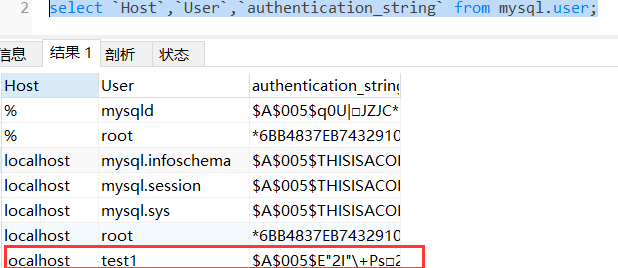 2 select `Host`,`User`,`authentication_string` from mysql.user;
信息 结果 1 剖析 状态
Host User authentication_string
% mysqld $A$005$q0U|□JZJC*
% root *6BB4837EB7432910
localhost mysql.infoschema $A$005$THISISACOI
localhost mysql.session $A$005$THISISACOI
localhost mysql.sys $A$005$THISISACOI
localhost root *6BB4837EB7432910
localhost test1 $A$005$E"2I"\+Ps□2